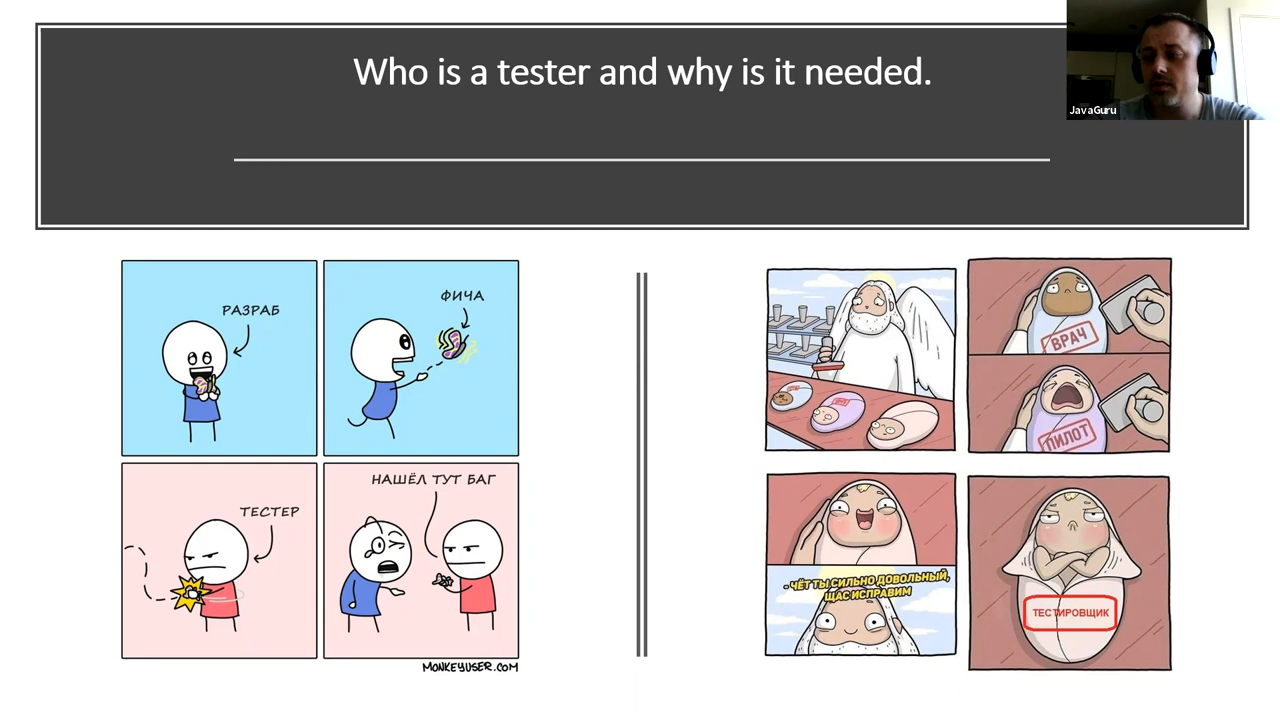 Who is a tester and why is it needed.
JavaGuru
РАЗРАБ
ФИЧА
ТЕСТЕР
НАШЁЛ ТУТ БАГ
MONKEYUSER.COM
ВРАЧ
ПИЛОТ
-ЧЁТ ТЫ СИЛЬНО ДОВОЛЬНЫЙ,
ЩАС ИСПРАВИМ
ТЕСТИРОВЩИК